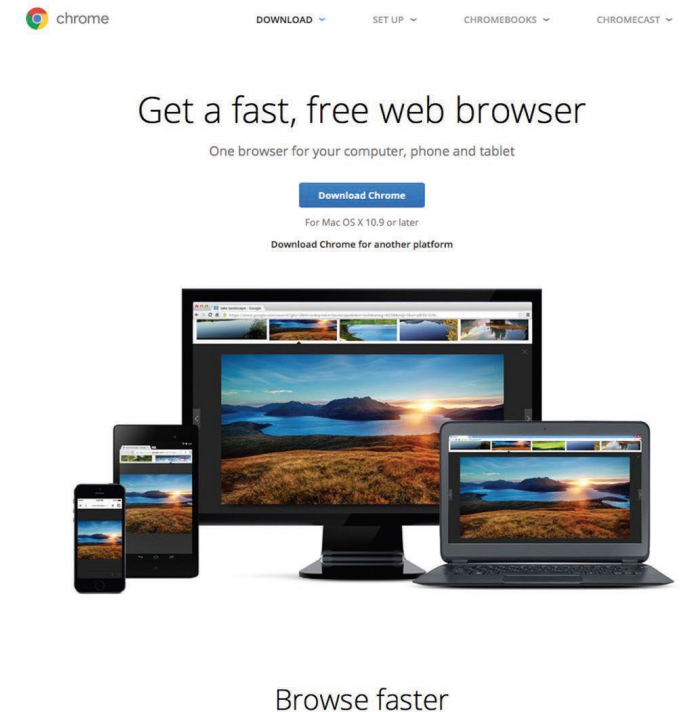 chrome
DOWNLOAD
SET UP
CHROMEBOOKS
CHROMECAST
Get a fast, free web browser
One browser for your computer, phone and tablet
Download Chrome
For Mac OS X 10.9 or later
Download Chrome for another platform
Browse faster